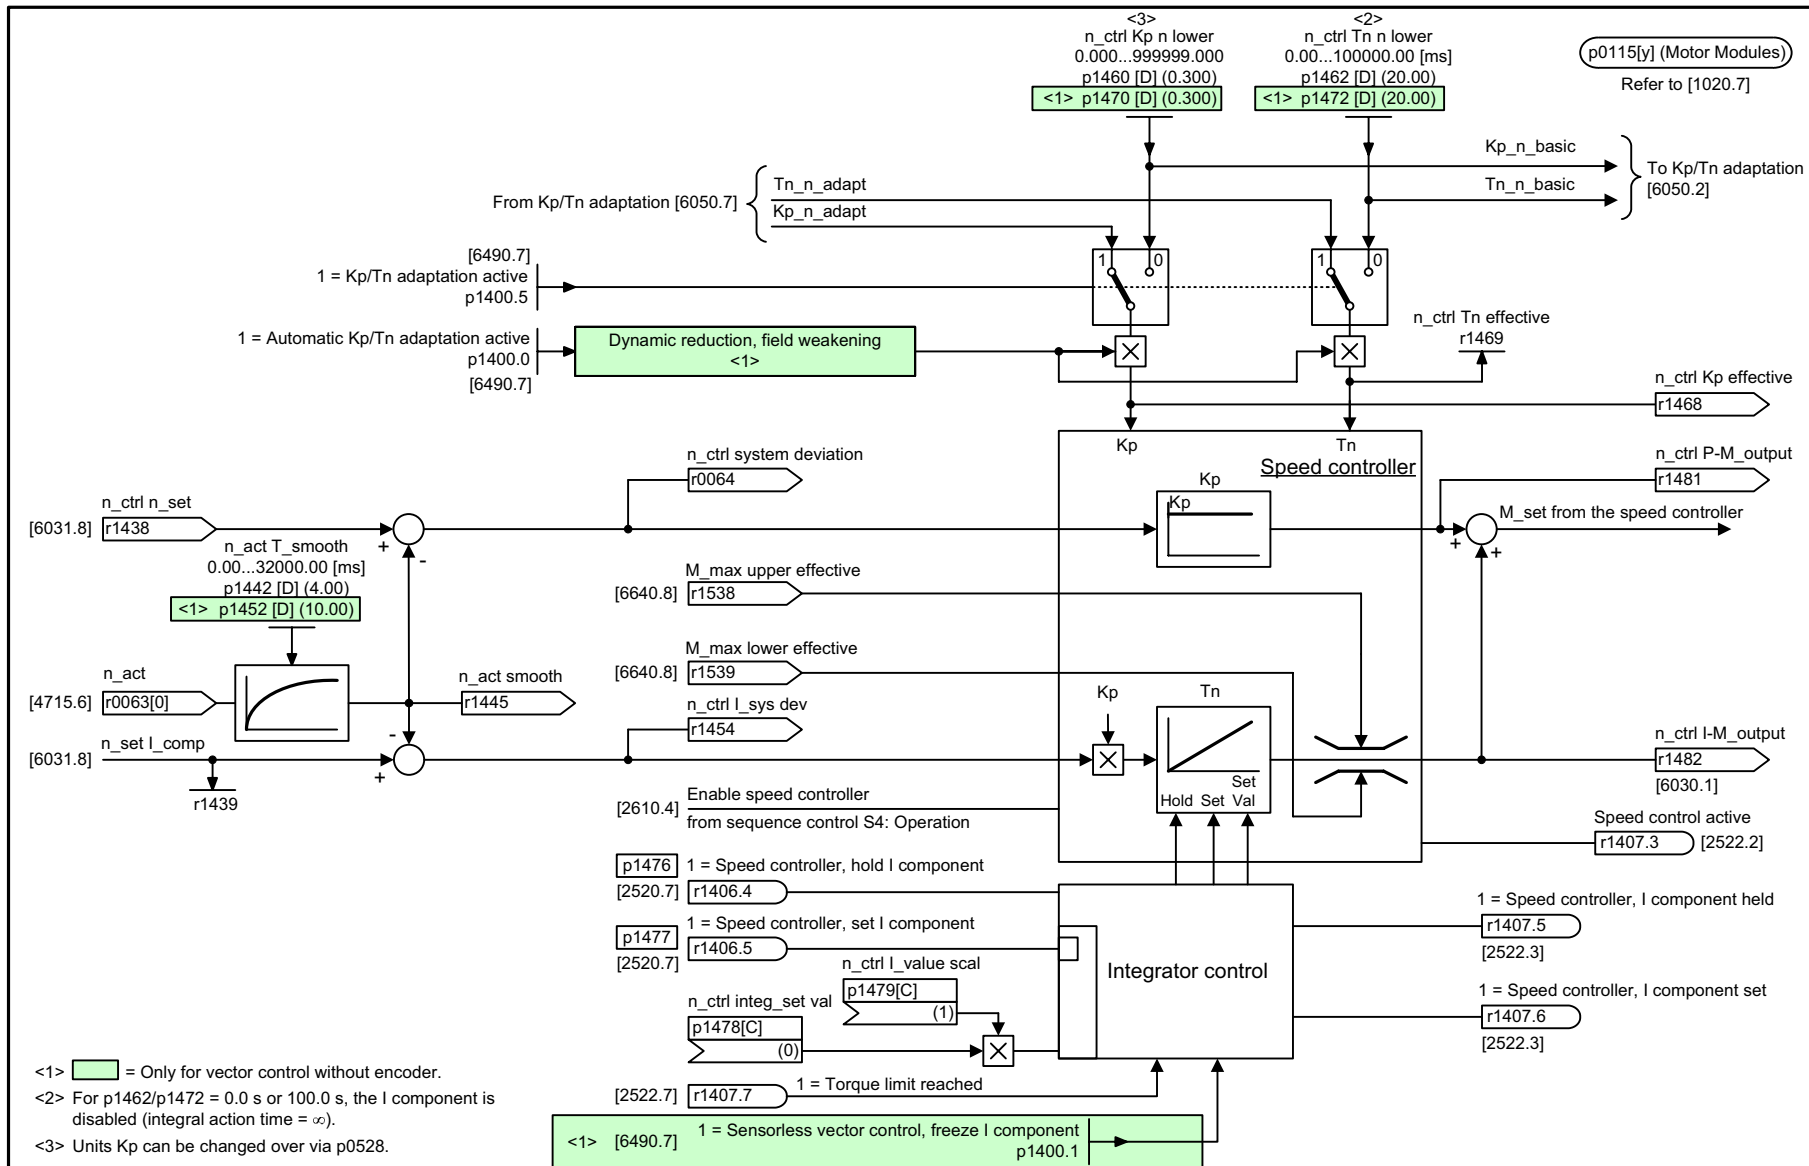 <3>
n_ctrl Kp n lower
0.000...999999.000
p1460 [D] (0.300)
<1> p1470 [D] (0.300)
<2>
n_ctrl Tn n lower
0.00...100000.00 [ms]
p1462 [D] (20.00)
<1> p1472 [D] (20.00)
p0115[y] (Motor Modules)
Refer to [1020.7]
Kp_n_basic
Tn_n_basic
To Kp/Tn adaptation
[6050.2]
From Kp/Tn adaptation [6050.7]
Tn_n_adapt
Kp_n_adapt
[6490.7]
1 = Kp/Tn adaptation active
p1400.5
1 0
1 0
1 = Automatic Kp/Tn adaptation active
p1400.0
[6490.7]
Dynamic reduction, field weakening
<1>
n_ctrl Tn effective
r1469
n_ctrl Kp effective
r1468
Kp
Tn
Speed controller
n_ctrl system deviation
r0064
n_ctrl P-M_output
r1481
Kp
Kp
n_ctrl n_set
[6031.8] r1438
+
-
+
+
M_set from the speed controller
n_act T_smooth
0.00...32000.00 [ms]
p1442 [D] (4.00)
<1> p1452 [D] (10.00)
M_max upper effective
[6640.8] r1538
M_max lower effective
[6640.8] r1539
n_act
[4715.6] r0063[0]
n_act smooth
r1445
n_ctrl I_sys dev
r1454
Kp
Tn
-
n_set I_comp
[6031.8]
+
r1439
n_ctrl I-M_output
r1482
[6030.1]
Set
Hold Set Val
[2610.4] Enable speed controller
from sequence control S4: Operation
Speed control active
r1407.3 [2522.2]
p1476 1 = Speed controller, hold I component
[2520.7] r1406.4
p1477 1 = Speed controller, set I component
[2520.7] r1406.5
Integrator control
1 = Speed controller, I component held
r1407.5
[2522.3]
1 = Speed controller, I component set
r1407.6
[2522.3]
n_ctrl I_value scal
p1479[C]
(1)
n_ctrl integ_set val
p1478[C]
(0)
[2522.7] r1407.7 1 = Torque limit reached
<1> [6490.7] 1 = Sensorless vector control, freeze I component
p1400.1
<1> = Only for vector control without encoder.
<2> For p1462/p1472 = 0.0 s or 100.0 s, the I component is
disabled (integral action time = ∞).
<3> Units Kp can be changed over via p0528.